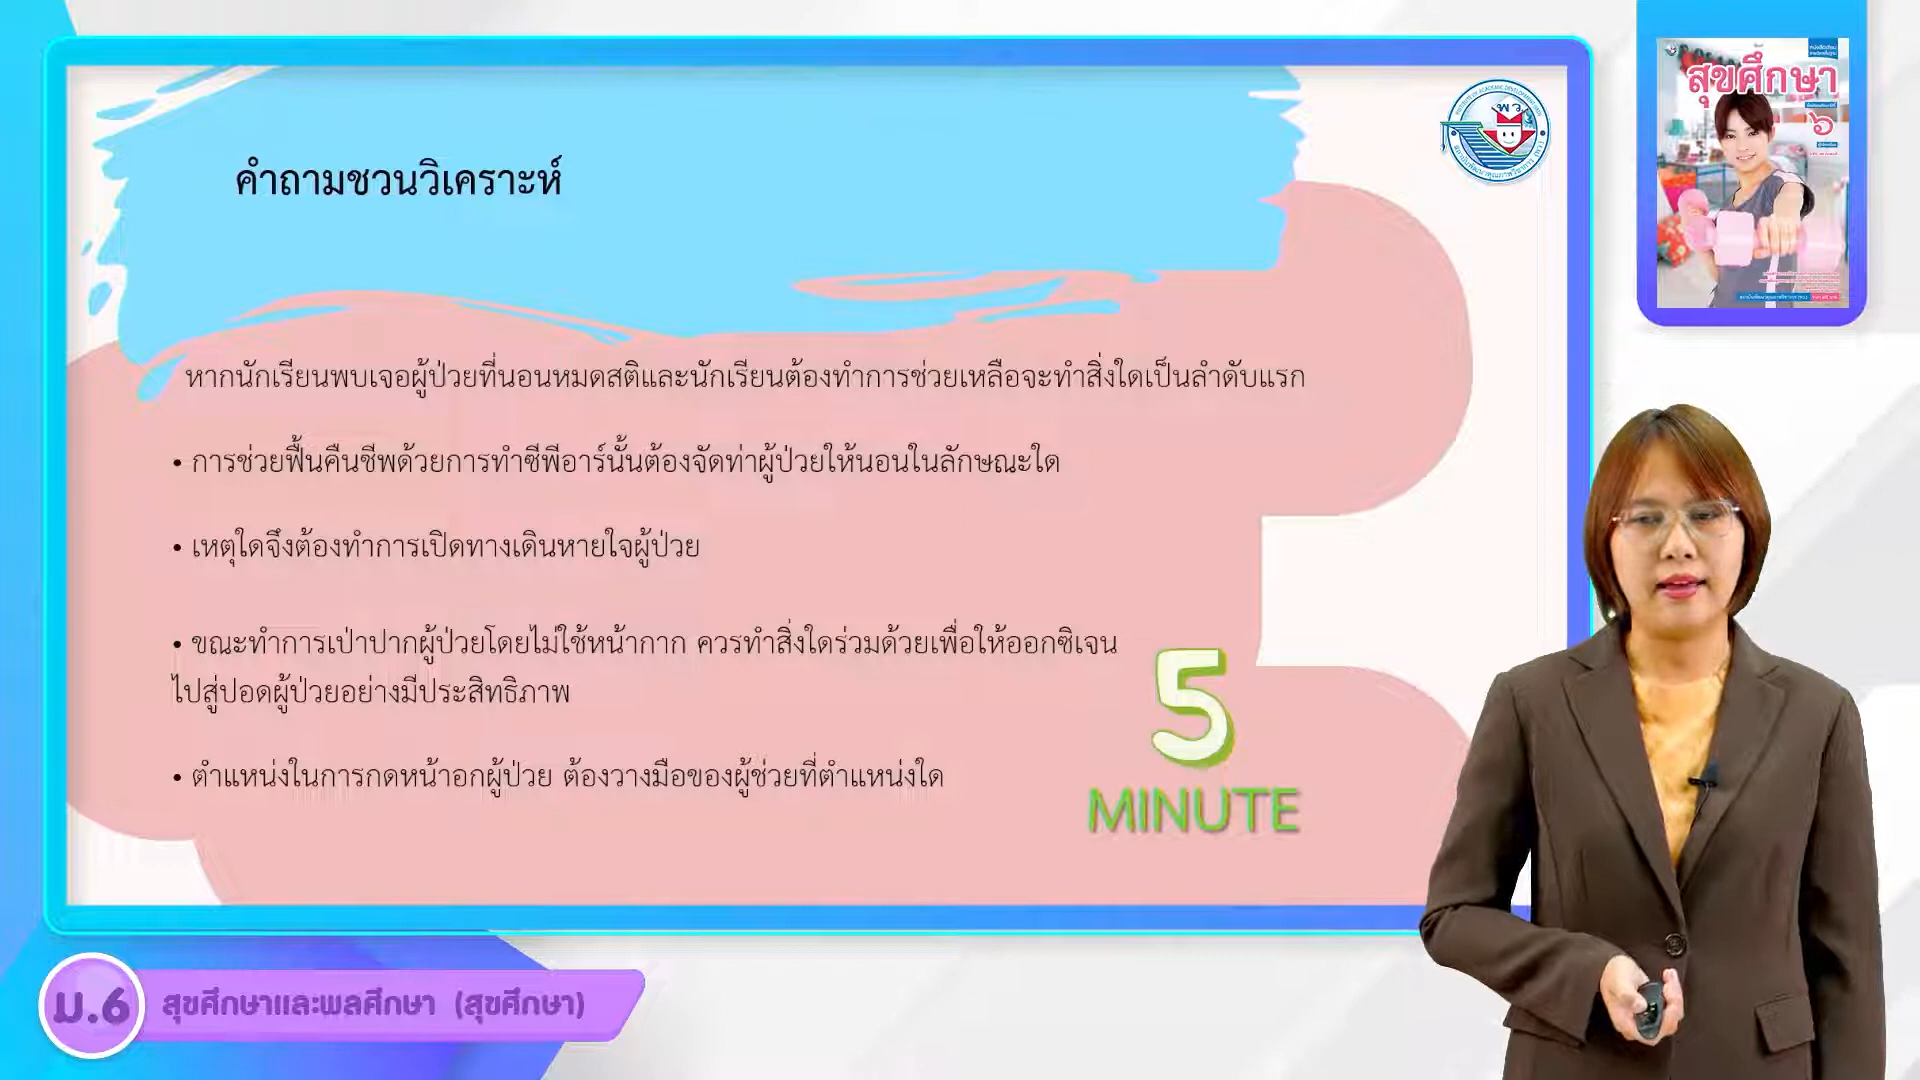 คำถามชวนวิเคราะห์
หากนักเรียนพบเจอผู้ป่วยที่นอนหมดสติและนักเรียนต้องทำการช่วยเหลือจะทำสิ่งใดเป็นลำดับแรก
• การช่วยฟื้นคืนชีพด้วยการทำซีพีอาร์นั้นต้องจัดท่าผู้ป่วยให้นอนในลักษณะใด
• เหตุใดจึงต้องทำการเปิดทางเดินหายใจผู้ป่วย
• ขณะทำการเป่าปากผู้ป่วยโดยไม่ใช้หน้ากาก ควรทำสิ่งใดร่วมด้วยเพื่อให้ออกซิเจน
ไปสู่ปอดผู้ป่วยอย่างมีประสิทธิภาพ
• ตำแหน่งในการกดหน้าอกผู้ป่วย ต้องวางมือของผู้ช่วยที่ตำแหน่งใด
5
MINUTE
พว.
สุขศึกษา
๖
ม.6 สุขศึกษาและพลศึกษา (สุขศึกษา)